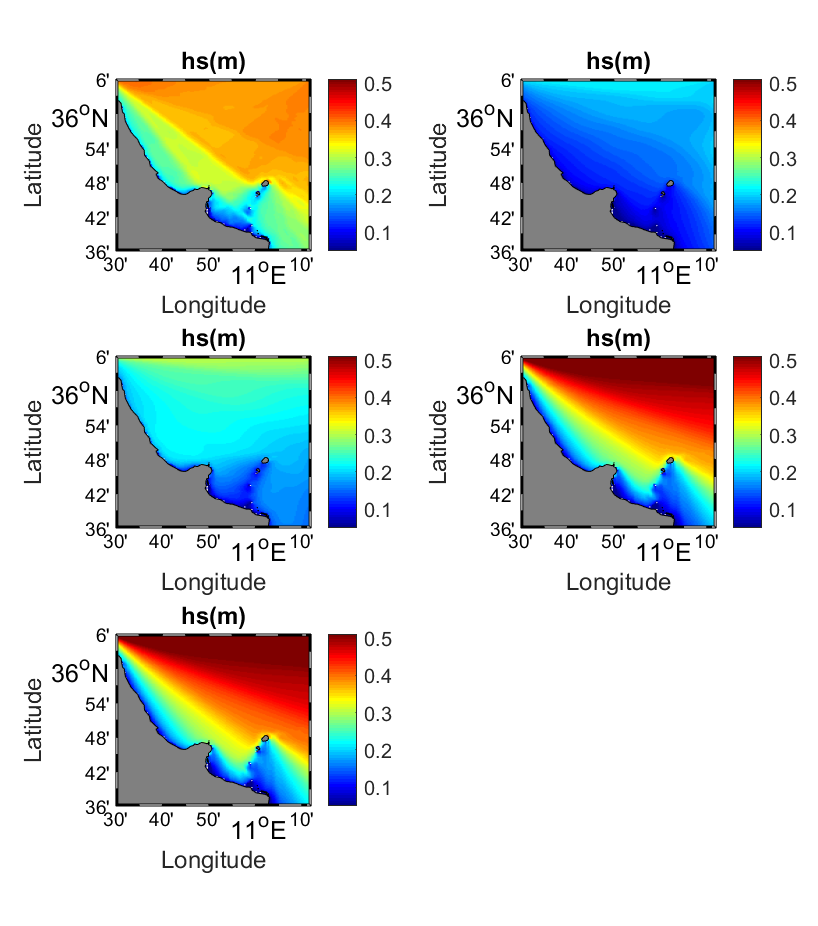 hs(m)
6'
36°N
54'
48'
42'
36'
30' 40' 50' 11°E 10'
Latitude
Longitude
0.5
0.4
0.3
0.2
0.1
hs(m)
6'
36°N
54'
48'
42'
36'
30' 40' 50' 11°E 10'
Latitude
Longitude
0.5
0.4
0.3
0.2
0.1
hs(m)
6'
36°N
54'
48'
42'
36'
30' 40' 50' 11°E 10'
Latitude
Longitude
0.5
0.4
0.3
0.2
0.1
hs(m)
6'
36°N
54'
48'
42'
36'
30' 40' 50' 11°E 10'
Latitude
Longitude
0.5
0.4
0.3
0.2
0.1
hs(m)
6'
36°N
54'
48'
42'
36'
30' 40' 50' 11°E 10'
Latitude
Longitude
0.5
0.4
0.3
0.2
0.1